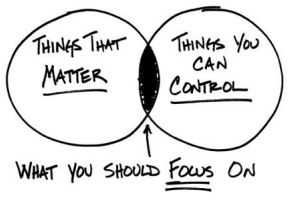 THINGS THAT
MATTER
THINGS YOU
CAN
CONTROL
WHAT YOU SHOULD FOCUS ON